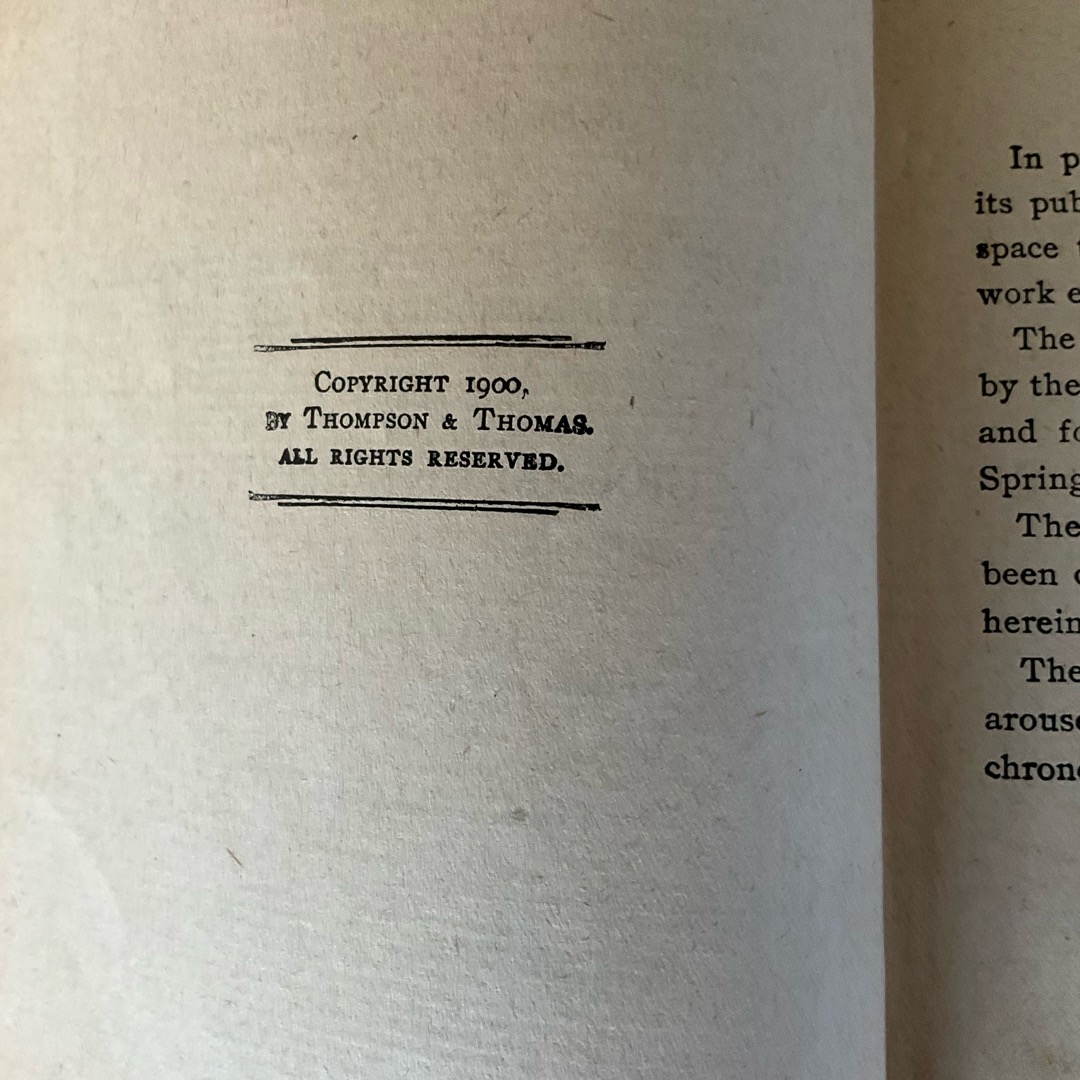 COPYRIGHT 1900,
BY THOMPSON & THOMAS.
ALL RIGHTS RESERVED.
In p
its pub
space
work e
The
by the
and fo
Spring
The
been
herein
The
arouse
chron